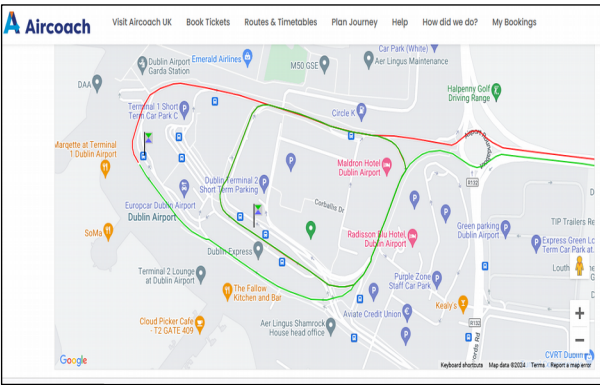 Aircoach
Visit Aircoach UK
Book Tickets
Routes & Timetables
Plan Journey
Help
How did we do?
My Bookings
Car Park (White)
Dublin Airport
Garda Station
Emerald Airlines
M50 GSE
Aer Lingus Maintenance
DAA
Halpenny Golf
Driving Range
Terminal 1 Short
Term Car Park C
Circle K
Marqette at Terminal
1 Dublin Airport
Maldron Hotel
Dublin Airport
R132
Dublin Terminal 2
Short Term Parking
Europcar Dublin Airport
Dublin Airport
Corballis Dr
TIP Trailers
SoMa
Radisson Blu Hotel,
Dublin Airport
Green parking
Dublin Airport
Express Green
Term Car Park at
Dublin Express
Terminal 2 Lounge
at Dublin Airport
Purple Zone
Staff Car Park
The Fallow
Kitchen and Bar
Kealy's
Aviate Credit Union
Cloud Picker Cafe
- T2 GATE 409
Aer Lingus Shamrock
House head office
R132
CVRT
Google
Keyboard shortcuts
Map data ©2024
Terms
Report a map error